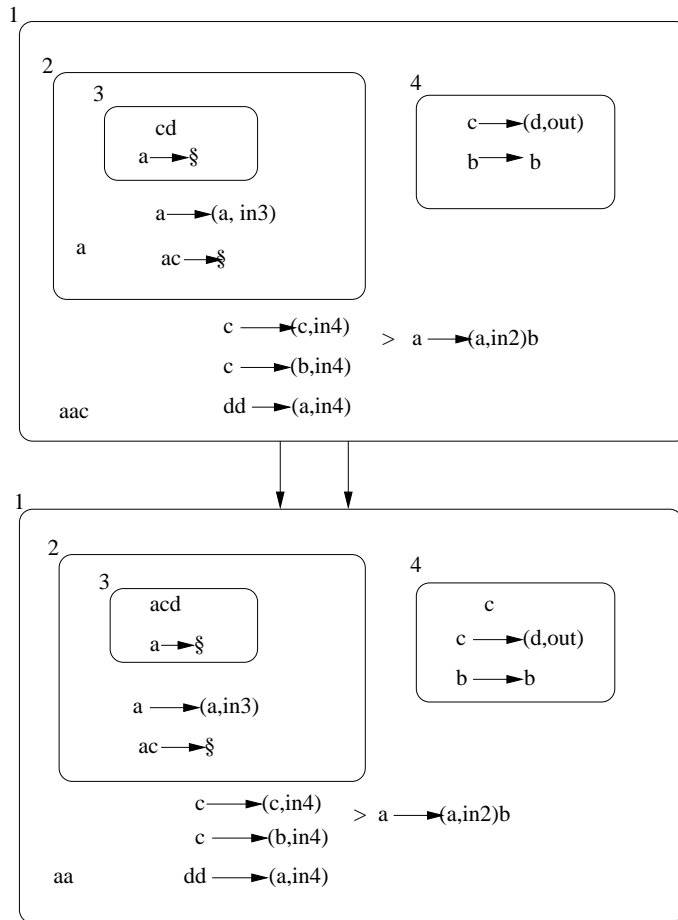 1
2
4
3
c (d,out)
cd
a §
b b
a (a, in3)
a
ac §
c (c,in4)
> a (a,in2)b
c (b,in4)
aac
dd (a,in4)
1
2
4
3
acd
c
a §
c (d,out)
b b
a (a,in3)
ac §
c (c,in4)
> a (a,in2)b
c (b,in4)
aa
dd (a,in4)